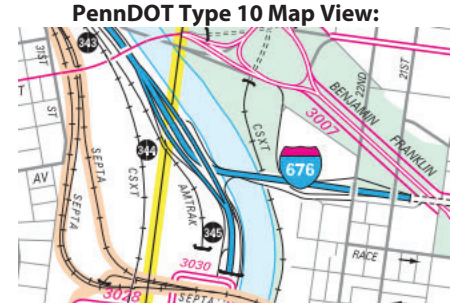 PennDOT Type 10 Map View:
343
31ST
ST
T
AV
344
345
SEPTA
SEPTA
CSXT
AMTRAK
CSXT
3030
3028
SEPTA
676
3007
BENJAMIN
FRANKLIN
22ND
21ST
RACE